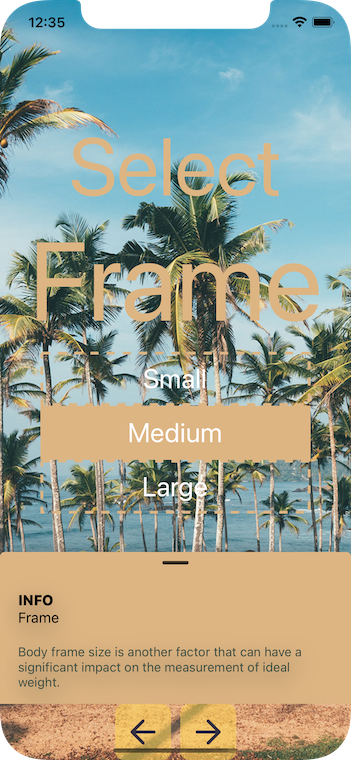 12:35
Select
Frame
Small
Medium
Large
INFO
Frame
Body frame size is another factor that can have a
significant impact on the measurement of ideal
weight.